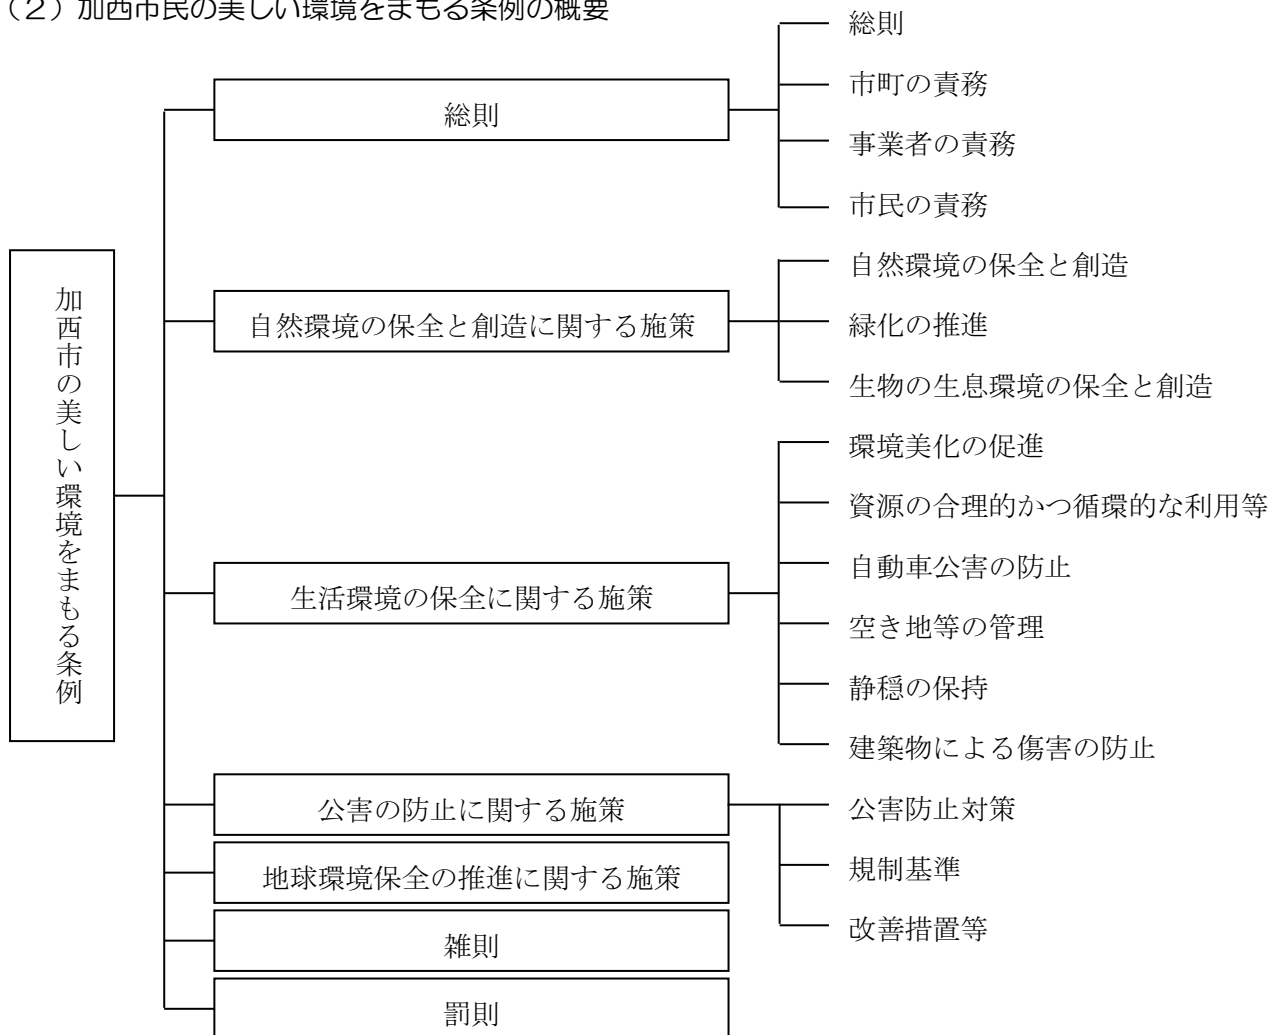 （２）加西市民の美しい環境をまもる条例の概要
加西市の美しい環境をまもる条例
総則
総則
市町の責務
事業者の責務
市民の責務
自然環境の保全と創造に関する施策
自然環境の保全と創造
緑化の推進
生物の生息環境の保全と創造
生活環境の保全に関する施策
環境美化の促進
資源の合理的かつ循環的な利用等
自動車公害の防止
空き地等の管理
静穏の保持
建築物による傷害の防止
公害の防止に関する施策
公害防止対策
規制基準
改善措置等
地球環境保全の推進に関する施策
雑則
罰則